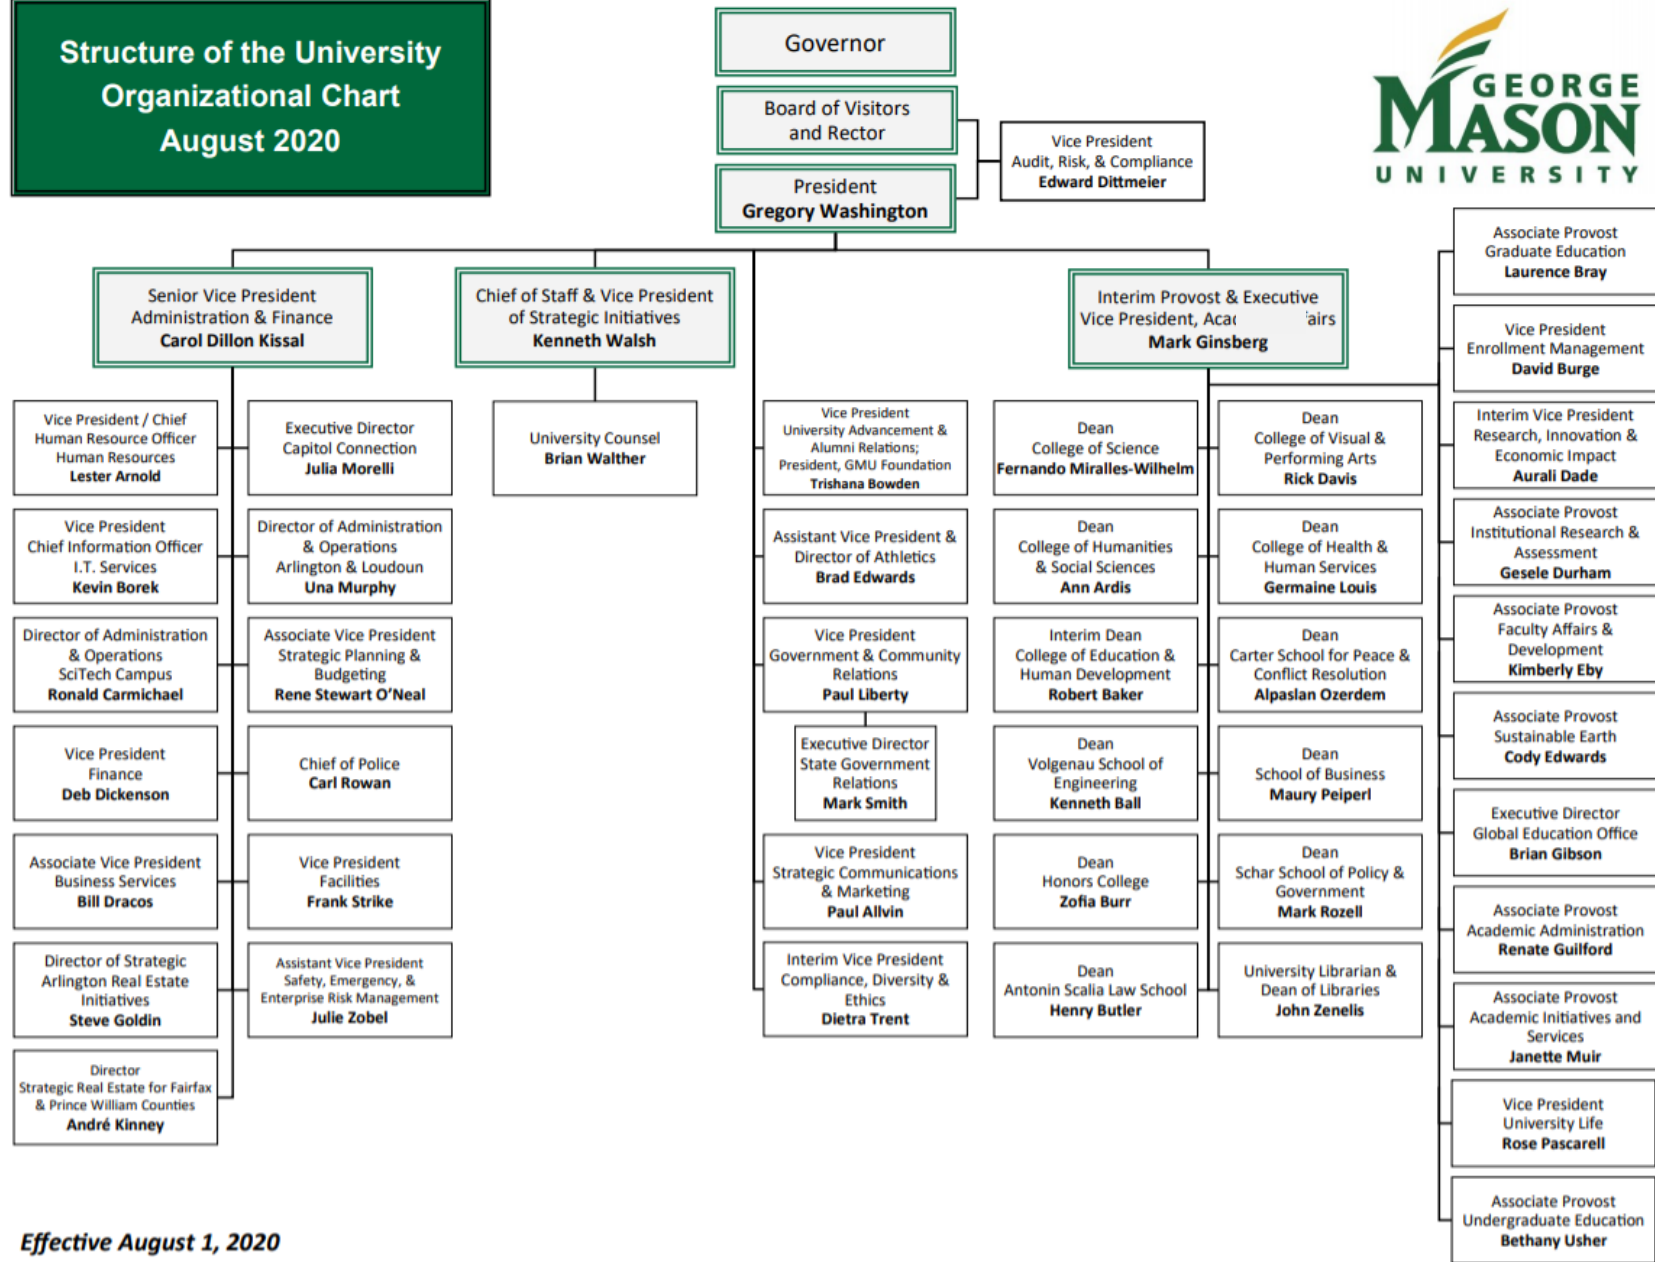 Structure of the University
Organizational Chart
August 2020
Governor
Board of Visitors
and Rector
President
Gregory Washington
Vice President
Audit, Risk, & Compliance
Edward Dittmeier
GEORGE
MASON
UNIVERSITY
Senior Vice President
Administration & Finance
Carol Dillon Kissal
Chief of Staff & Vice President
of Strategic Initiatives
Kenneth Walsh
Interim Provost & Executive
Vice President,
Mark Ginsberg
Vice President / Chief
Human Resource Officer
Human Resources
Lester Arnold
Executive Director
Capitol Connection
Julia Morelli
Vice President
Chief Information Officer
I.T. Services
Kevin Borek
Director of Administration
& Operations
Arlington & Loudoun
Una Murphy
Director of Administration
& Operations
SciTech Campus
Ronald Carmichael
Associate Vice President
Strategic Planning &
Budgeting
Rene Stewart O'Neal
Vice President
Finance
Deb Dickenson
Chief of Police
Carl Rowan
Associate Vice President
Business Services
Bill Dracos
Vice President
Facilities
Frank Strike
Director of Strategic
Arlington Real Estate
Initiatives
Steve Goldin
Assistant Vice President
Safety, Emergency, &
Enterprise Risk Management
Julie Zobel
Director
Strategic Real Estate for Fairfax
& Prince William Counties
André Kinney
University Counsel
Brian Walther
Vice President
University Advancement &
Alumni Relations;
President, GMU Foundation
Trishana Bowden
Assistant Vice President &
Director of Athletics
Brad Edwards
Vice President
Government & Community
Relations
Paul Liberty
Executive Director
State Government
Relations
Mark Smith
Vice President
Strategic Communications
& Marketing
Paul Allvin
Interim Vice President
Compliance, Diversity &
Ethics
Dietra Trent
Dean
College of Science
Fernando Miralles-Wilhelm
Dean
College of Visual &
Performing Arts
Rick Davis
Dean
College of Humanities
& Social Sciences
Ann Ardis
Dean
College of Health &
Human Services
Germaine Louis
Interim Dean
College of Education &
Human Development
Robert Baker
Dean
Carter School for Peace &
Conflict Resolution
Alpaslan Ozerdem
Dean
Volgenau School of
Engineering
Kenneth Ball
Dean
School of Business
Maury Peiperl
Dean
Honors College
Zofia Burr
Dean
Schar School of Policy &
Government
Mark Rozell
Dean
Antonin Scalia Law School
Henry Butler
University Librarian &
Dean of Libraries
John Zenelis
Associate Provost
Graduate Education
Laurence Bray
Vice President
Enrollment Management
David Burge
Interim Vice President
Research, Innovation &
Economic Impact
Aurali Dade
Associate Provost
Institutional Research &
Assessment
Gesele Durham
Associate Provost
Faculty Affairs &
Development
Kimberly Eby
Associate Provost
Sustainable Earth
Cody Edwards
Executive Director
Global Education Office
Brian Gibson
Associate Provost
Academic Administration
Renate Guilford
Associate Provost
Academic Initiatives and
Services
Janette Muir
Vice President
University Life
Rose Pascarell
Associate Provost
Undergraduate Education
Bethany Usher
Effective August 1, 2020